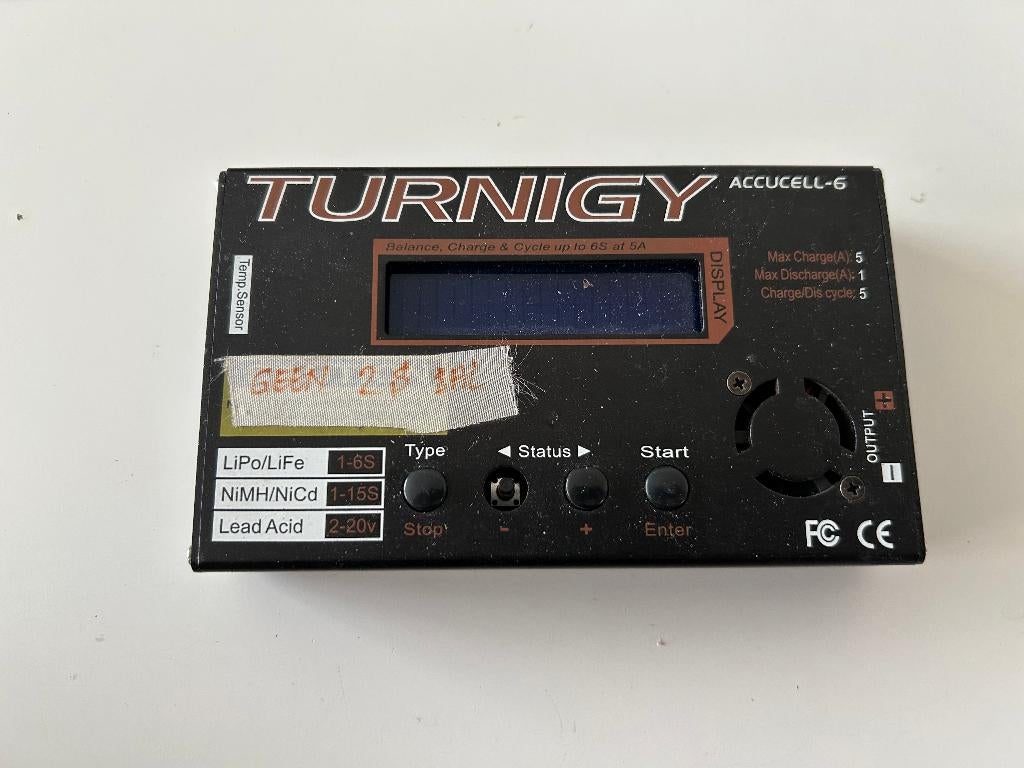 TURNIGY ACCUCELL-6
Balance, Charge & Cycle up to 6S at 5A
DISPLAY
Max Charge(A): 5
Max Discharge(A): 1
Charge/Dis cycle: 5
Temp.Sensor
GEEN 2
OUTPUT
+
−
Type
◄ Status ►
Start
LiPo/LiFe 1-6S
NiMH/NiCd 1-15S
Lead Acid 2-20v
Stop
-
+
Enter
FC CE